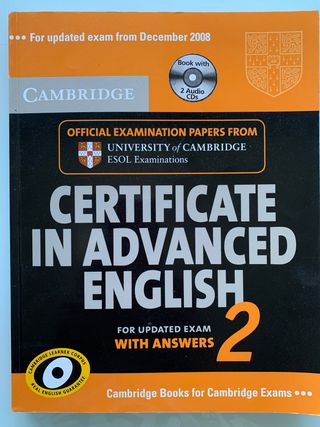 For updated exam from December 2008
Book with
2 Audio
CDs
CAMBRIDGE
OFFICIAL EXAMINATION PAPERS FROM
UNIVERSITY of CAMBRIDGE
ESOL Examinations
CERTIFICATE
IN ADVANCED
ENGLISH
2
FOR UPDATED EXAM
WITH ANSWERS
CAMBRIDGE LEARNER CORPUS
REAL ENGLISH GUARANTEE
Cambridge Books for Cambridge Exams